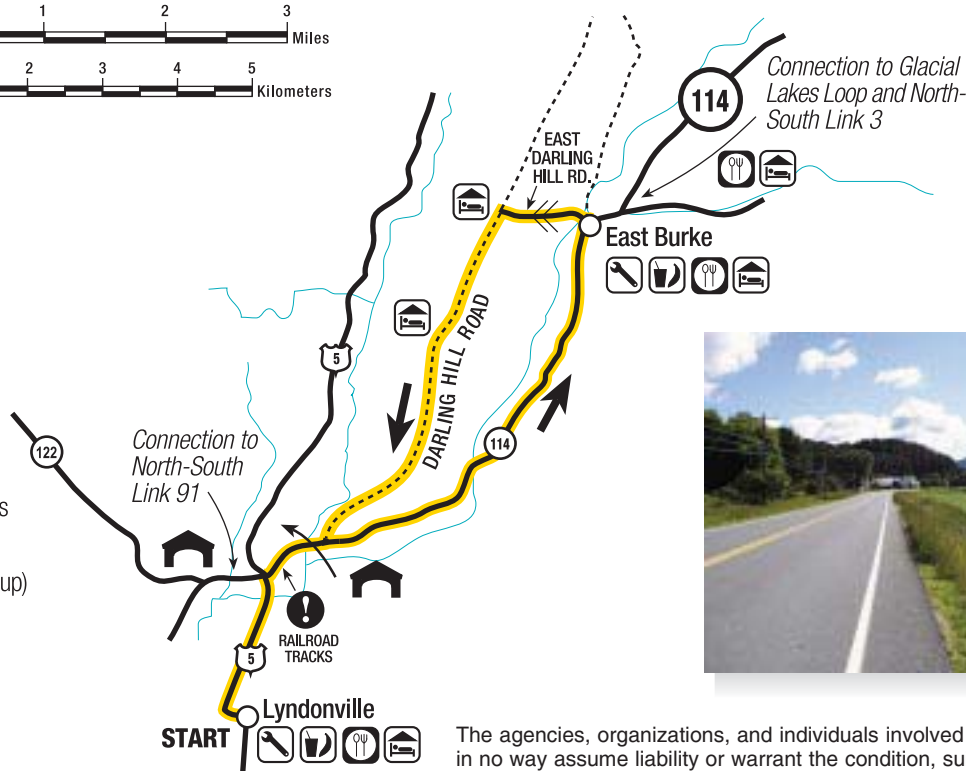 1 2 3
Miles
2 3 4 5
Kilometers
114
Connection to Glacial
Lakes Loop and North-
South Link 3
EAST
DARLING
HILL RD.
East Burke
DARLING HILL ROAD
5
114
122
Connection to
North-South
Link 91
s
up)
!
RAILROAD
TRACKS
5
Lyndonville
START
The agencies, organizations, and individuals involved
in no way assume liability or warrant the condition, su